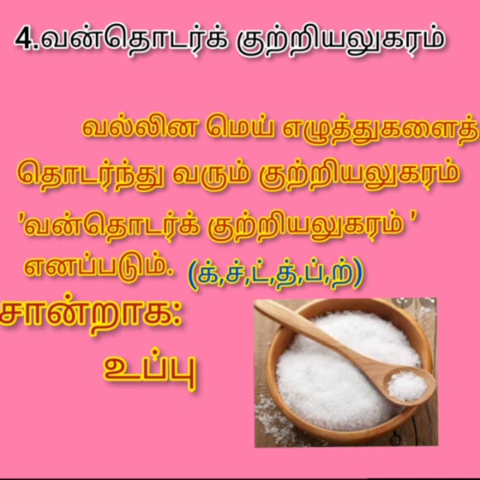 4.வன்தொடர்க் குற்றியலுகரம்
வல்லின மெய் எழுத்துகளைத்
தொடர்ந்து வரும் குற்றியலுகரம்
'வன்தொடர்க் குற்றியலுகரம் '
எனப்படும். (க்,ச்,ட்,த்,ப்,ற்)
சான்றாக:
உப்பு